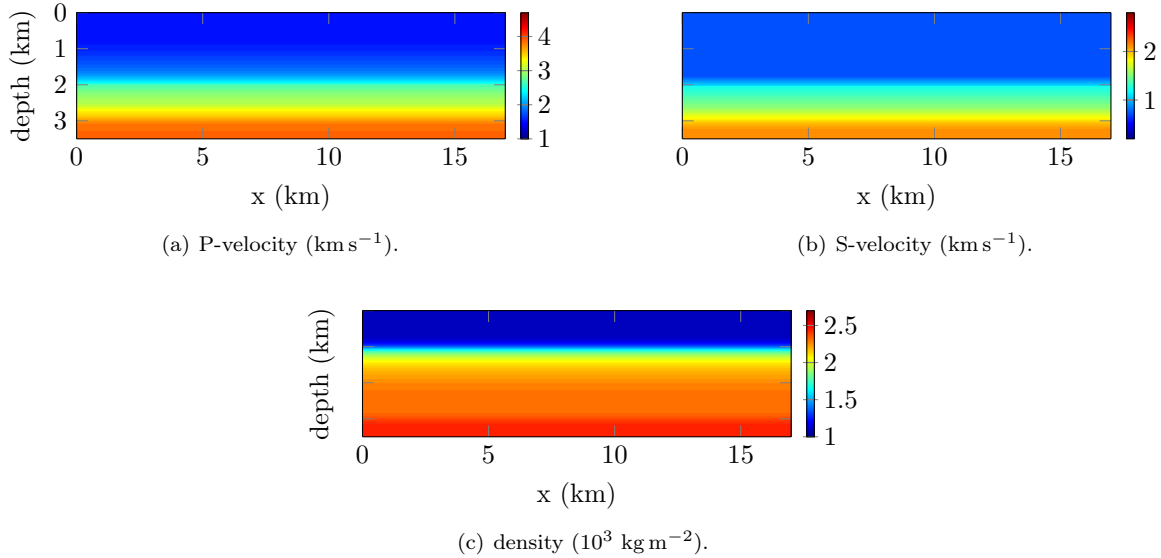 0
1
2
3
depth (km)
0 5 10 15
x (km)
1
2
3
4
(a) P-velocity (km s⁻¹).
0 5 10 15
x (km)
1
2
(b) S-velocity (km s⁻¹).
depth (km)
0 5 10 15
x (km)
2.5
2
1.5
1
(c) density (10³ kg m⁻²).